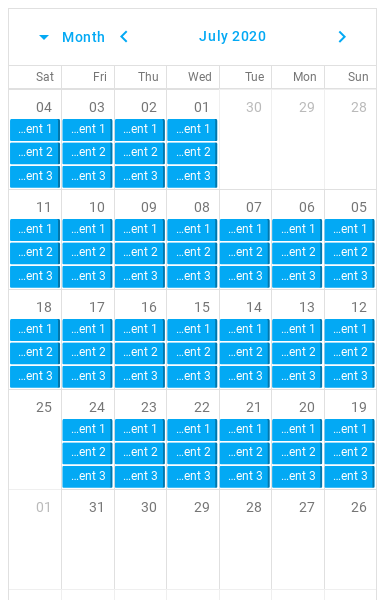 Month July 2020
Sat Fri Thu Wed Tue Mon Sun
04 03 02 01 30 29 28
...ent 1 ...ent 1 ...ent 1 ...ent 1
...ent 2 ...ent 2 ...ent 2 ...ent 2
...ent 3 ...ent 3 ...ent 3 ...ent 3
11 10 09 08 07 06 05
...ent 1 ...ent 1 ...ent 1 ...ent 1 ...ent 1 ...ent 1 ...ent 1
...ent 2 ...ent 2 ...ent 2 ...ent 2 ...ent 2 ...ent 2 ...ent 2
...ent 3 ...ent 3 ...ent 3 ...ent 3 ...ent 3 ...ent 3 ...ent 3
18 17 16 15 14 13 12
...ent 1 ...ent 1 ...ent 1 ...ent 1 ...ent 1 ...ent 1 ...ent 1
...ent 2 ...ent 2 ...ent 2 ...ent 2 ...ent 2 ...ent 2 ...ent 2
...ent 3 ...ent 3 ...ent 3 ...ent 3 ...ent 3 ...ent 3 ...ent 3
25 24 23 22 21 20 19
...ent 1 ...ent 1 ...ent 1 ...ent 1 ...ent 1 ...ent 1
...ent 2 ...ent 2 ...ent 2 ...ent 2 ...ent 2 ...ent 2
...ent 3 ...ent 3 ...ent 3 ...ent 3 ...ent 3 ...ent 3
01 31 30 29 28 27 26